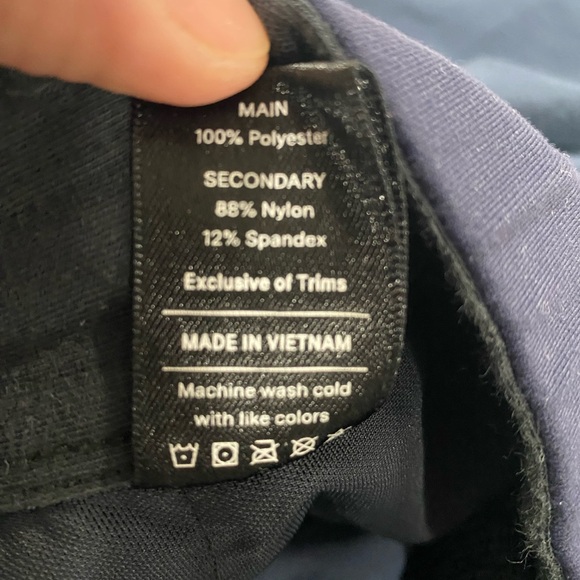 MAIN
100% Polyester
SECONDARY
88% Nylon
12% Spandex
Exclusive of Trims
MADE IN VIETNAM
Machine wash cold
with like colors